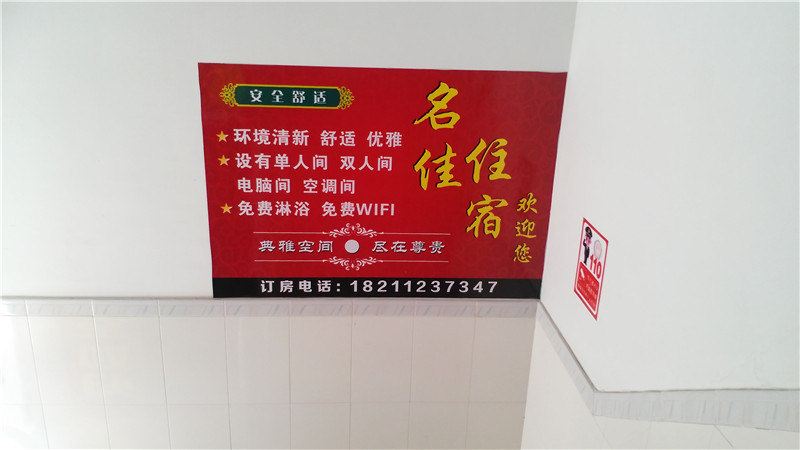 安全舒适
名佳
住宿
欢迎您
★环境清新 舒适 优雅
★设有单人间 双人间
电脑间 空调间
★免费淋浴 免费WIFI
典雅空间 尽在尊贵
订房电话：18211237347
110